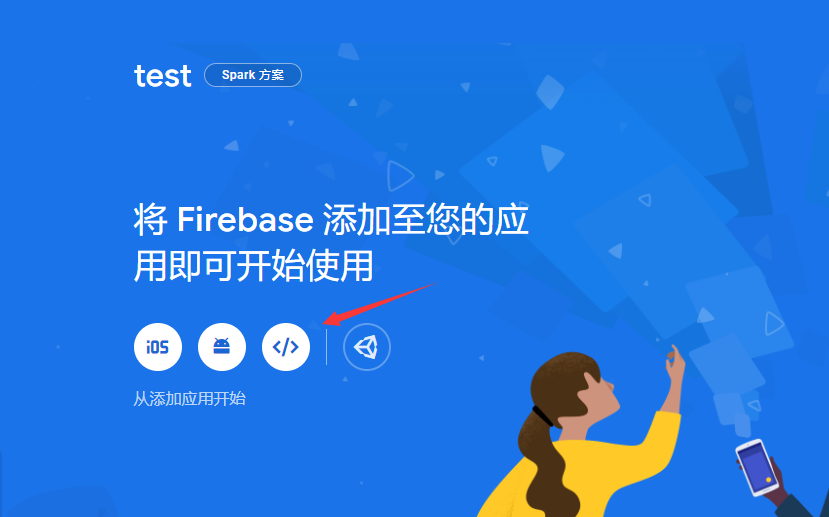 test
Spark 方案
将 Firebase 添加至您的应
用即可开始使用
iOS
</>
从添加应用开始